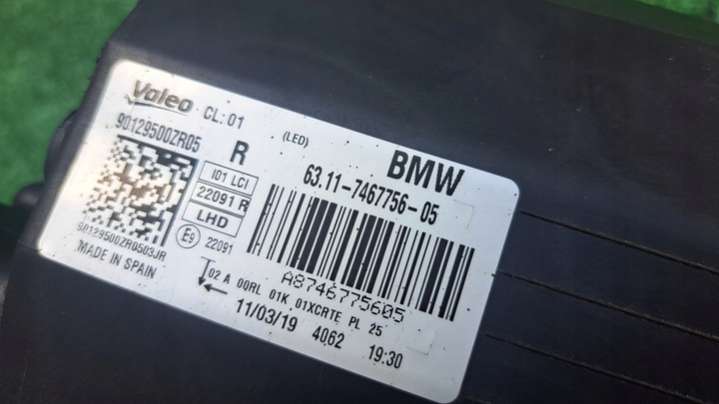 Valeo CL:01
90129500ZR05
R
(LED)
BMW
63.11-7467756-05
I01 LCI
22091 R
LHD
E9 22091
90129500ZR0503JR
MADE IN SPAIN
A8746775605
02 A 00RL 01K 01XCRTE PL 25
11/03/19 4062 19:30